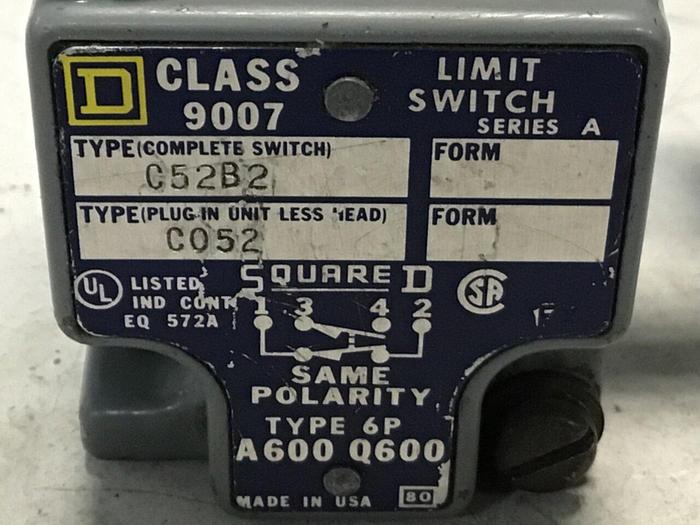 D CLASS 9007
LIMIT SWITCH
SERIES A
TYPE(COMPLETE SWITCH)
C52B2
FORM
TYPE(PLUG-IN UNIT LESS HEAD)
CO52
FORM
UL LISTED
IND CONT.
EQ 572A
SQUARE D
SA
1 3 4 2
SAME
POLARITY
TYPE 6P
A600 Q600
MADE IN USA 80